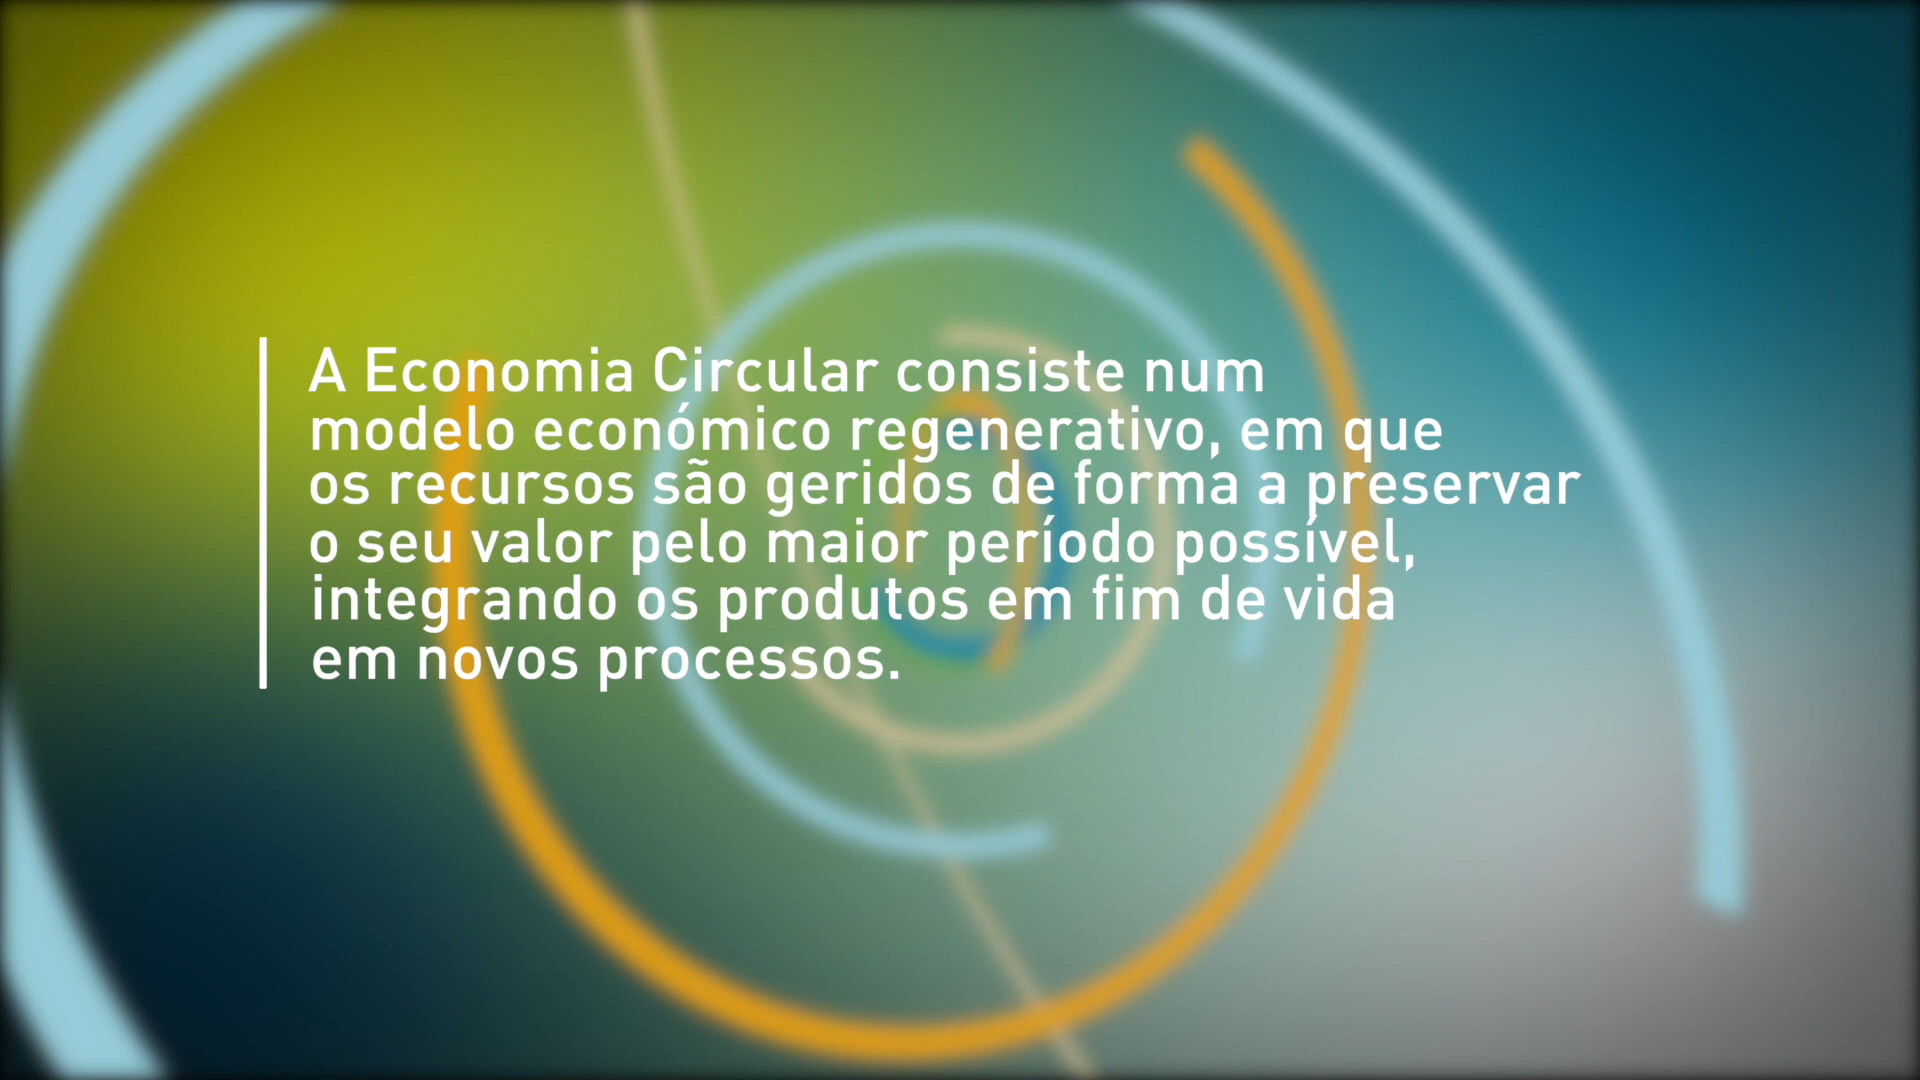 A Economia Circular consiste num
modelo económico regenerativo, em que
os recursos são geridos de forma a preservar
o seu valor pelo maior período possível,
integrando os produtos em fim de vida
em novos processos.